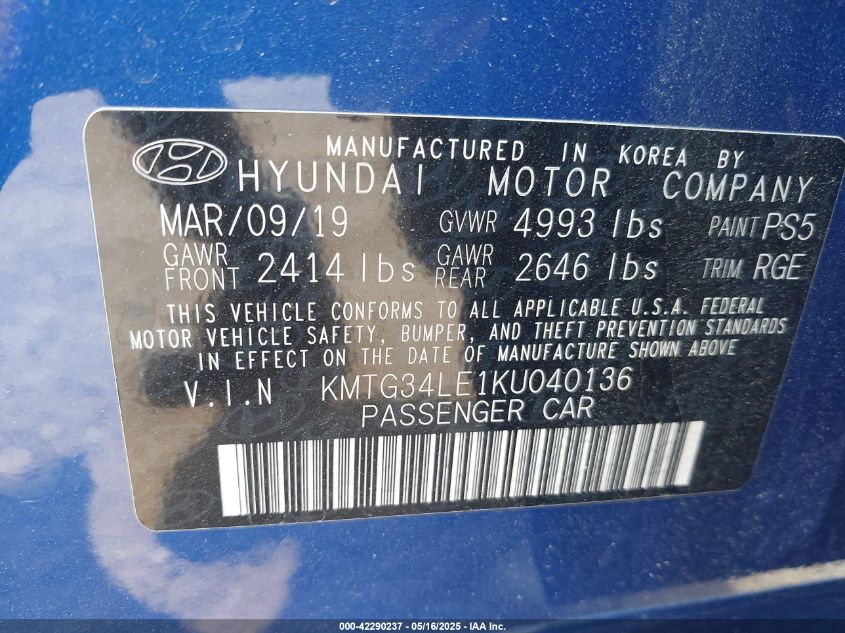 MANUFACTURED IN KOREA BY
HYUNDAI MOTOR COMPANY
MAR/09/19 GVWR 4993 lbs PAINT PS5
GAWR FRONT 2414 lbs GAWR REAR 2646 lbs TRIM RGE
THIS VEHICLE CONFORMS TO ALL APPLICABLE U.S.A. FEDERAL
MOTOR VEHICLE SAFETY, BUMPER, AND THEFT PREVENTION STANDARDS
IN EFFECT ON THE DATE OF MANUFACTURE SHOWN ABOVE
V.I.N KMTG34LE1KU040136
PASSENGER CAR
000-42290237 - 05/16/2025 - IAA Inc.